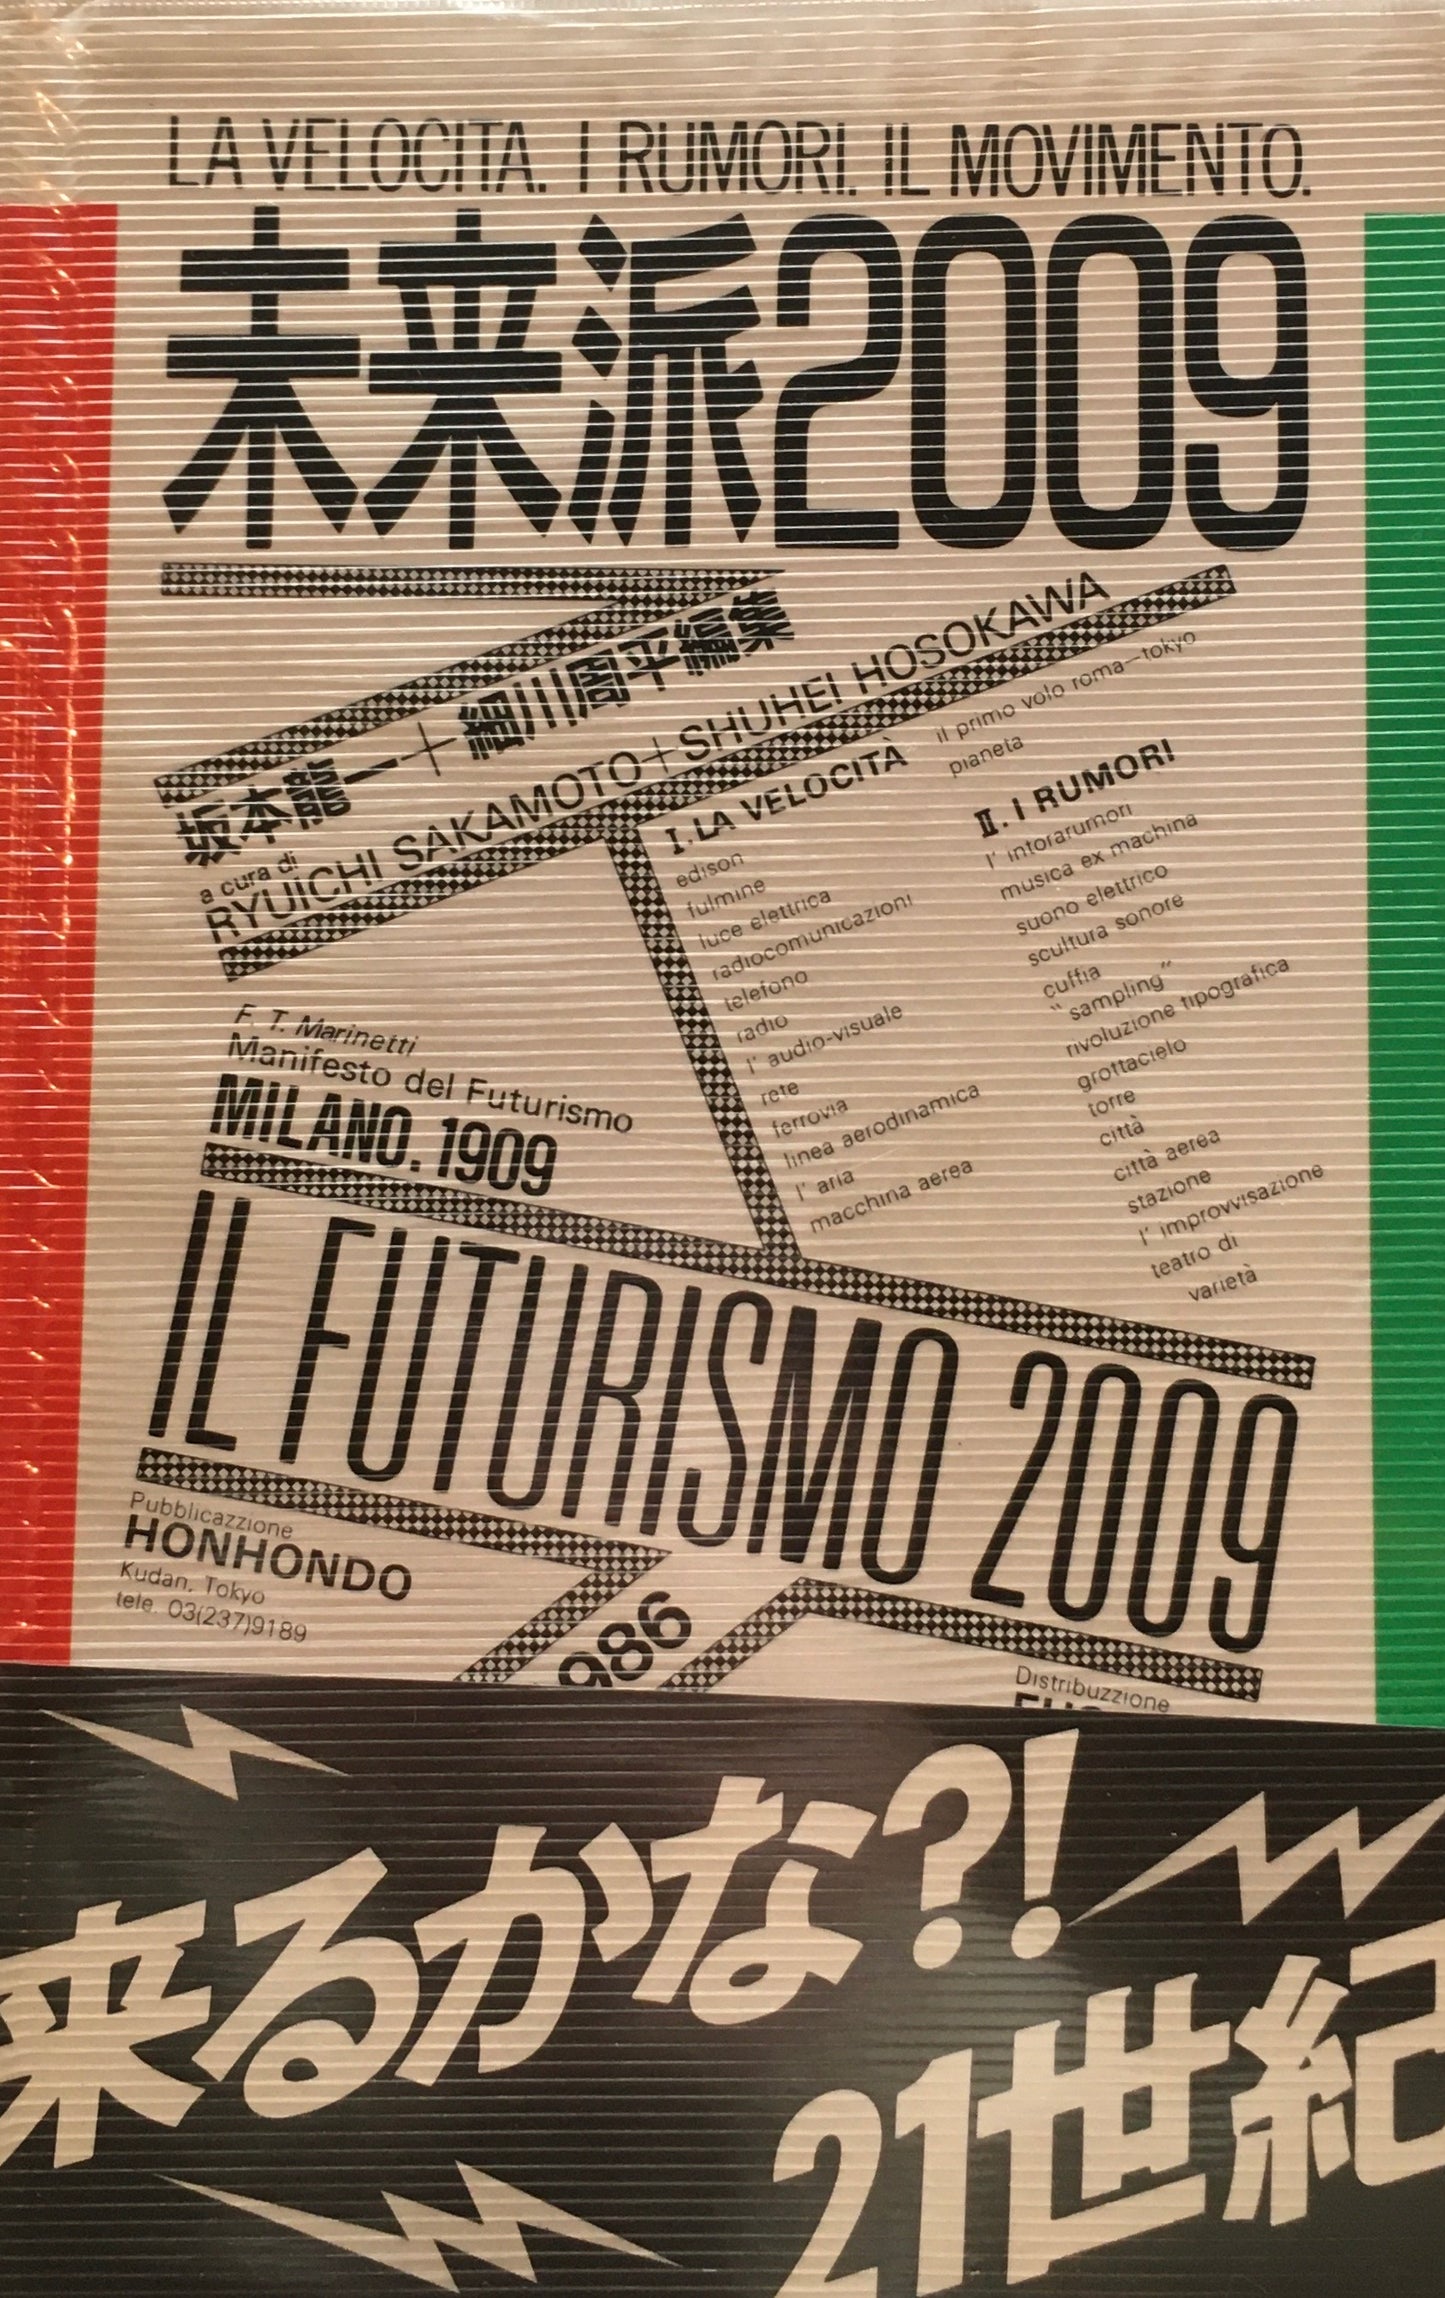 LA VELOCITA. I RUMORI. IL MOVIMENTO.
未来派2009
坂本龍一+細川周平編集
a cura di
RYUICHI SAKAMOTO+SHUHEI HOSOKAWA
I. LA VELOCITÀ
edison
fulmine
luce elettrica
radiocomunicazioni
telefono
radio
l' audio-visuale
rete
ferrovia
linea aerodinamica
l' aria
macchina aerea
il primo volo roma—tokyo
pianeta
II. I RUMORI
l' intorarumori
musica ex machina
suono elettrico
scultura sonore
cuffia
“sampling”
rivoluzione tipografica
grottacielo
torre
città
città aerea
stazione
l' improvvisazione
teatro di
varietà
F. T. Marinetti
Manifesto del Futurismo
MILANO. 1909
IL FUTURISMO 2009
Pubblicazzione
HONHONDO
Kudan, Tokyo
tele. 03(237)9189
986
Distribuzzione
来るかな?!
21世紀